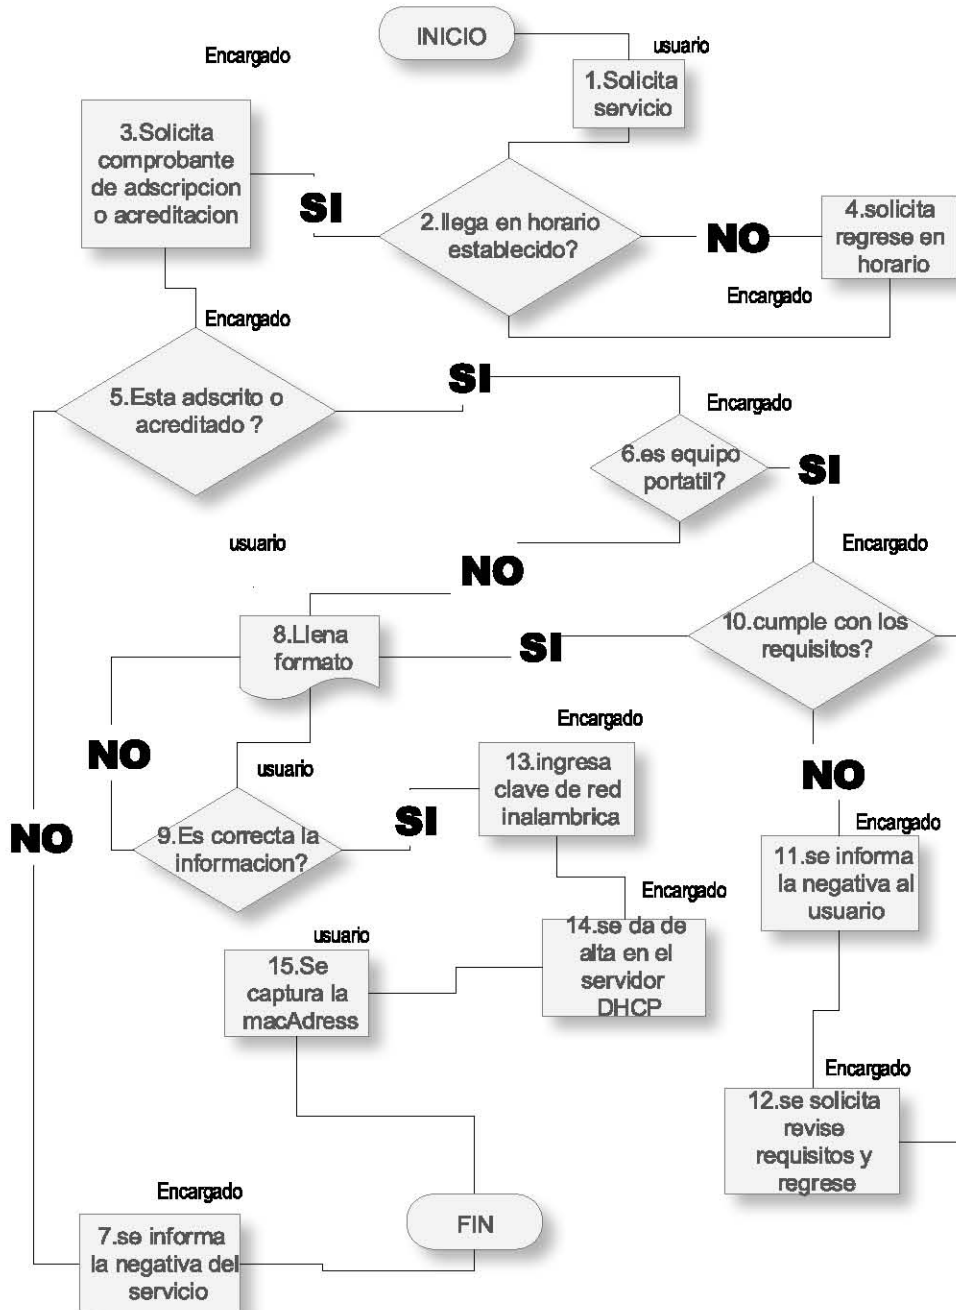 INICIO
Encargado
usuario
1.Solicita
servicio
3.Solicita
comprobante
de adscripcion
o acreditacion
SI
2.llega en horario
establecido?
NO
4.solicita
regrese en
horario
Encargado
Encargado
5.Esta adscrito o
acreditado ?
SI
Encargado
6.es equipo
portatil?
SI
usuario
NO
Encargado
8.Llena
formato
SI
10.cumple con los
requisitos?
NO
usuario
Encargado
13.ingresa
clave de red
inalambrica
NO
NO
9.Es correcta la
informacion?
SI
Encargado
11.se informa
la negativa al
usuario
Encargado
14.se da de
alta en el
servidor
DHCP
usuario
15.Se
captura la
macAdress
Encargado
12.se solicita
revise
requisitos y
regrese
Encargado
7.se informa
la negativa del
servicio
FIN